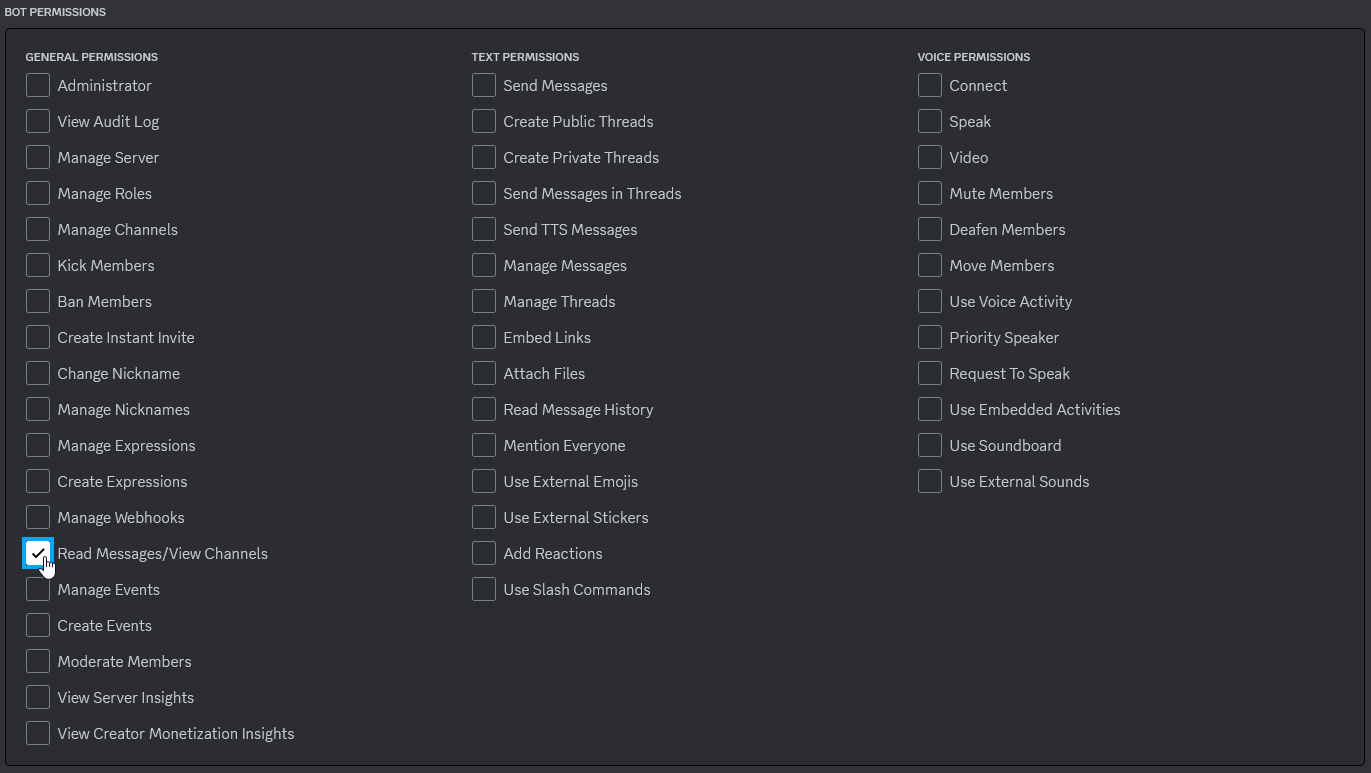 BOT PERMISSIONS
GENERAL PERMISSIONS
Administrator
View Audit Log
Manage Server
Manage Roles
Manage Channels
Kick Members
Ban Members
Create Instant Invite
Change Nickname
Manage Nicknames
Manage Expressions
Create Expressions
Manage Webhooks
Read Messages/View Channels
Manage Events
Create Events
Moderate Members
View Server Insights
View Creator Monetization Insights
TEXT PERMISSIONS
Send Messages
Create Public Threads
Create Private Threads
Send Messages in Threads
Send TTS Messages
Manage Messages
Manage Threads
Embed Links
Attach Files
Read Message History
Mention Everyone
Use External Emojis
Use External Stickers
Add Reactions
Use Slash Commands
VOICE PERMISSIONS
Connect
Speak
Video
Mute Members
Deafen Members
Move Members
Use Voice Activity
Priority Speaker
Request To Speak
Use Embedded Activities
Use Soundboard
Use External Sounds